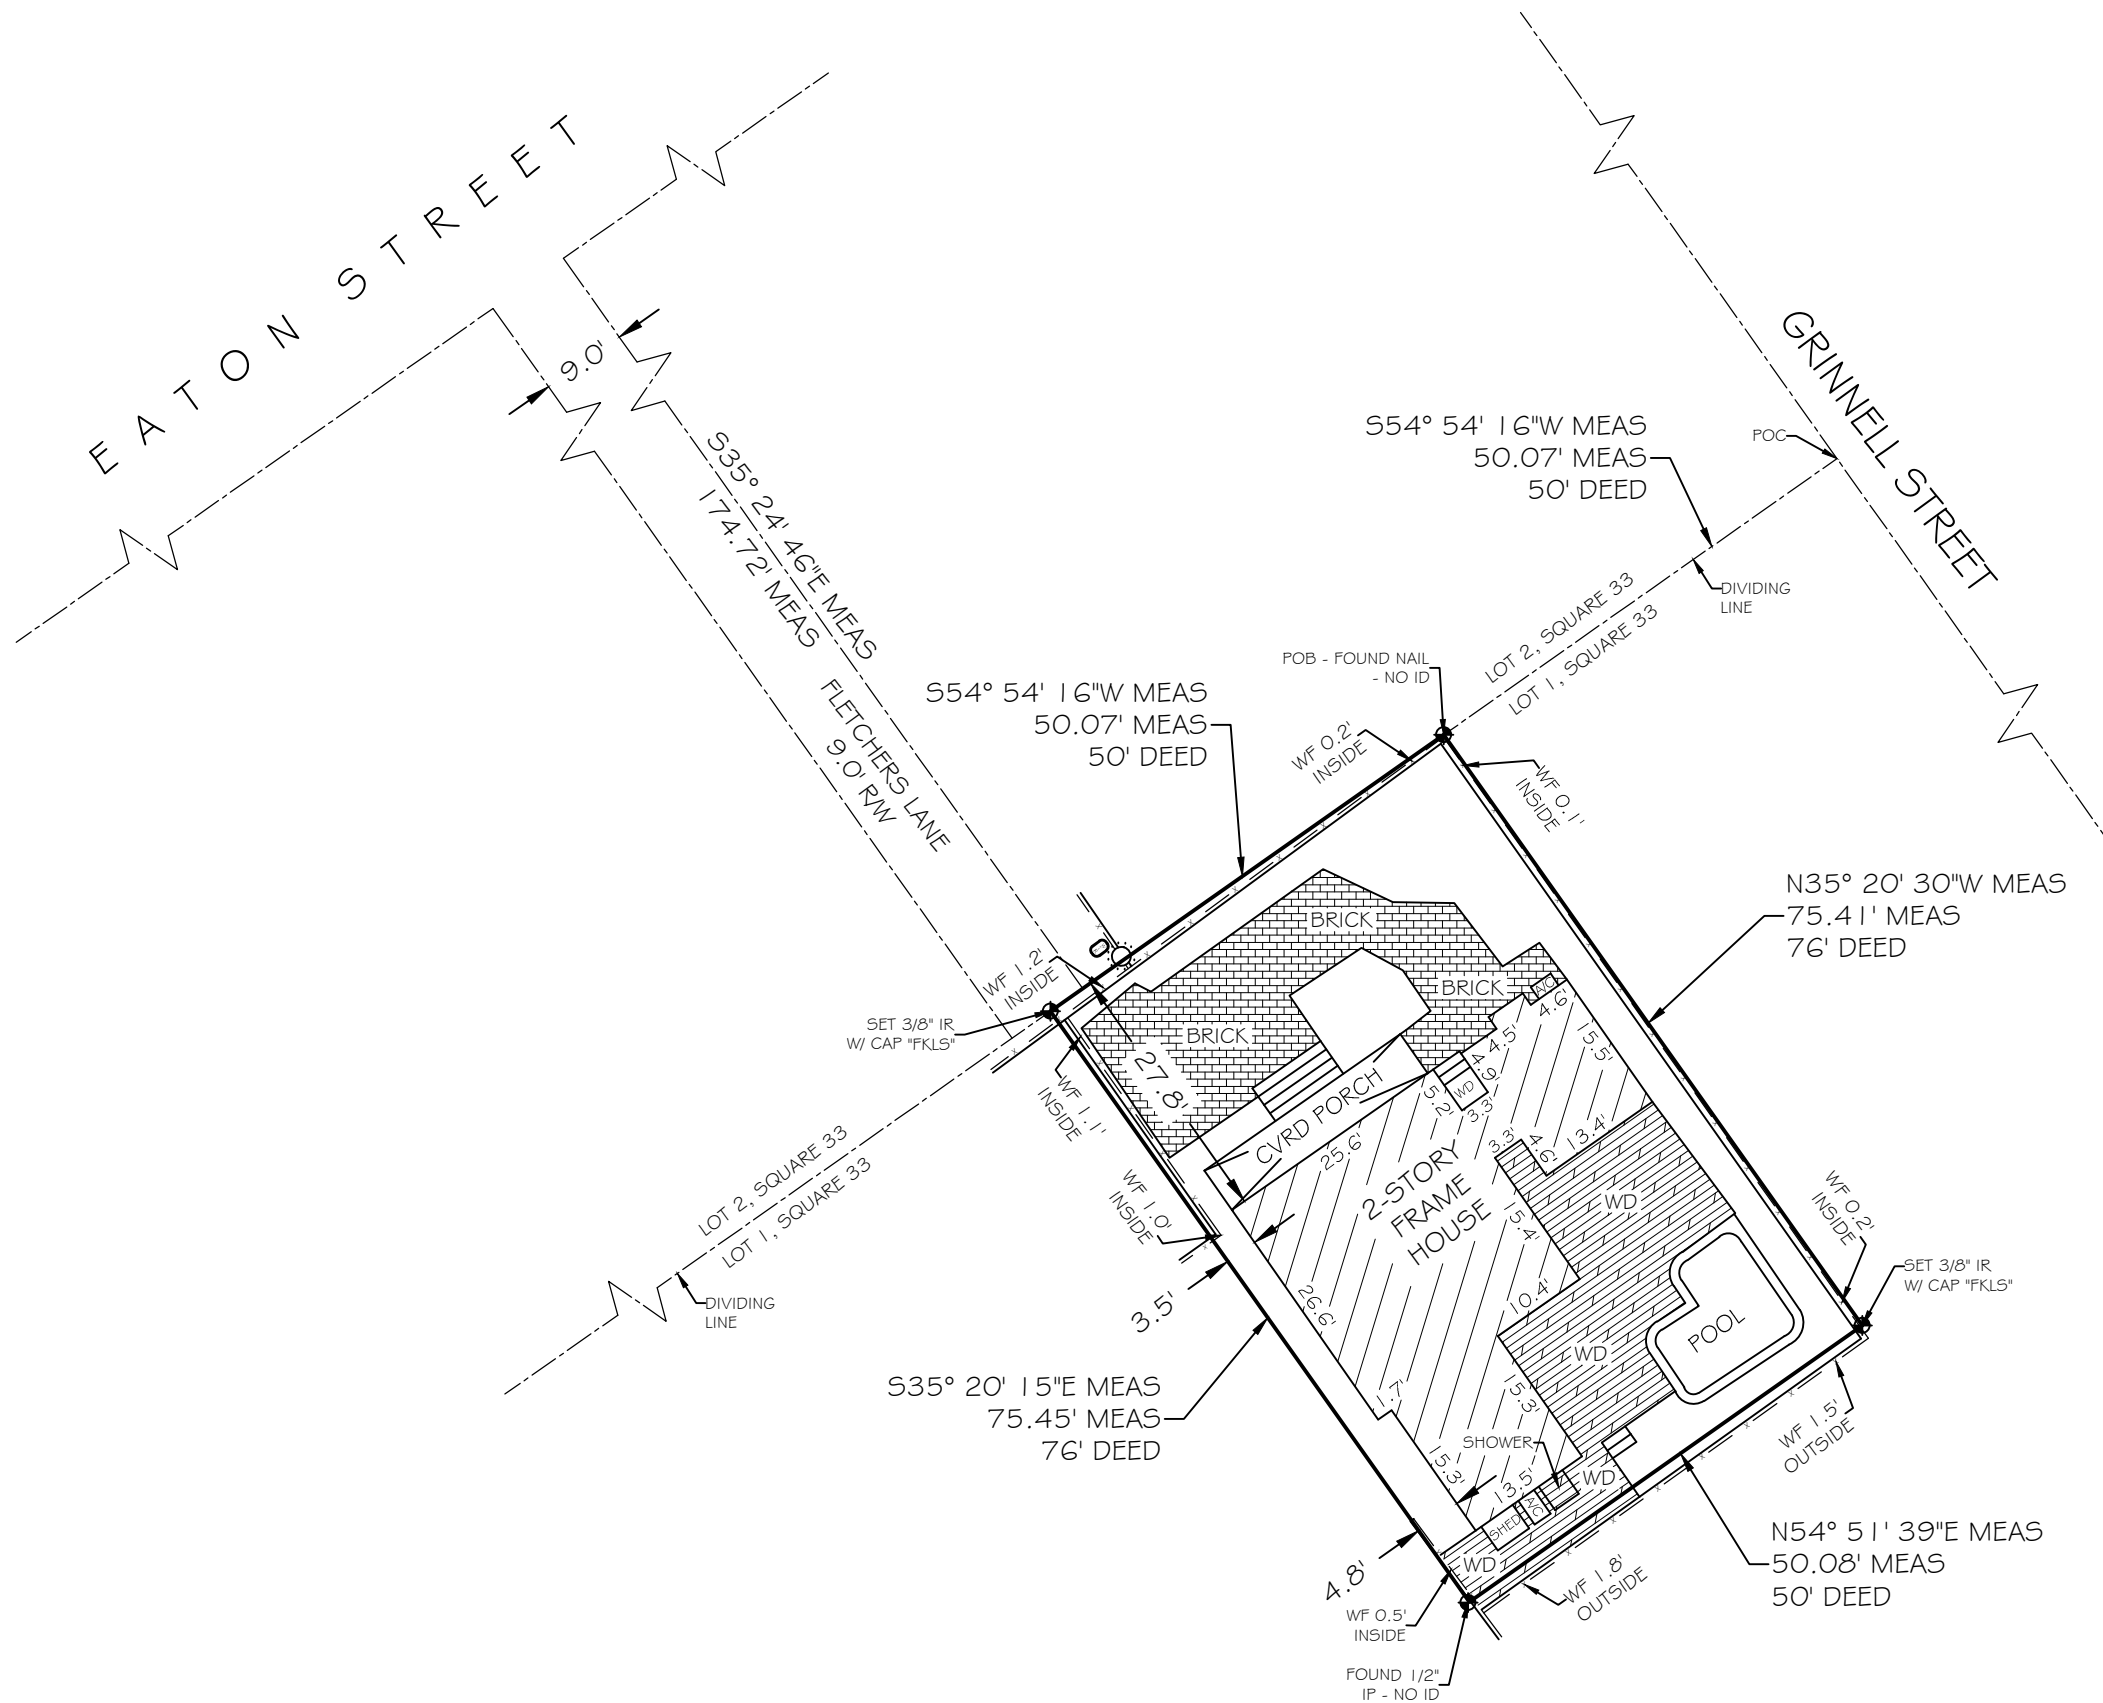 EATON STREET
9.0'
S35° 24' 46"E MEAS
174.72' MEAS
FLETCHERS LANE
9.0' R/W
GRINNELL STREET
POC
S54° 54' 16"W MEAS
50.07' MEAS
50' DEED
DIVIDING
LINE
LOT 2, SQUARE 33
LOT 1, SQUARE 33
POB - FOUND NAIL
- NO ID
S54° 54' 16"W MEAS
50.07' MEAS
50' DEED
WF 0.2'
INSIDE
WF 0.1'
INSIDE
N35° 20' 30"W MEAS
75.41' MEAS
76' DEED
WF 1.2'
INSIDE
SET 3/8" IR
W/ CAP "FKLS"
BRICK
BRICK
BRICK
A/C
4.6'
4.5'
15.5'
4.9'
WD
5.2'
3.3'
27.8'
CVRD PORCH
25.6'
WF 1.1'
INSIDE
WF 1.0'
INSIDE
2-STORY
FRAME
HOUSE
3.3'
4.6'
13.4'
WD
15.4'
10.4'
WD
POOL
WF 0.2'
INSIDE
SET 3/8" IR
W/ CAP "FKLS"
LOT 2, SQUARE 33
LOT 1, SQUARE 33
DIVIDING
LINE
3.5'
26.6'
1.7'
15.3'
15.3'
SHOWER
13.5'
SHED
A/C
WD
WD
S35° 20' 15"E MEAS
75.45' MEAS
76' DEED
WF 1.5'
OUTSIDE
N54° 51' 39"E MEAS
50.08' MEAS
50' DEED
WF 1.8'
OUTSIDE
4.8'
WF 0.5'
INSIDE
FOUND 1/2"
IP - NO ID